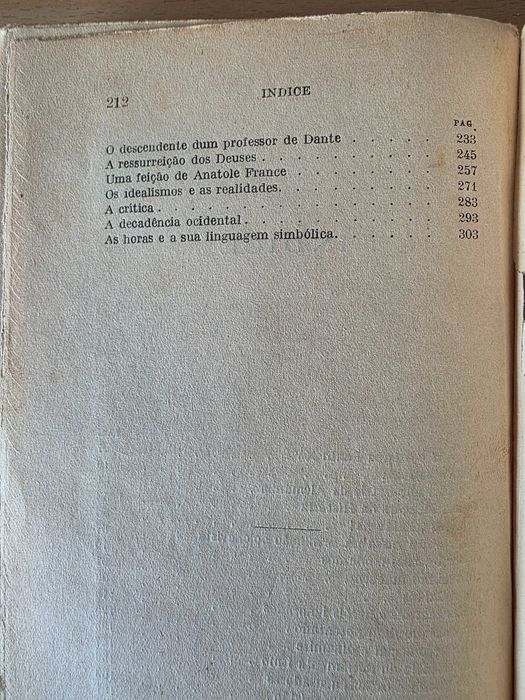 212 INDICE
PAG.
O descendente dum professor de Dante . . . . . . 233
A ressurreição dos Deuses . . . . . . . . . . 245
Uma feição de Anatole France . . . . . . . . 257
Os idealismos e as realidades. . . . . . . . . 271
A crítica . . . . . . . . . . . . . . . 283
A decadência ocidental . . . . . . . . . . . 293
As horas e a sua linguagem simbólica. . . . . . 303